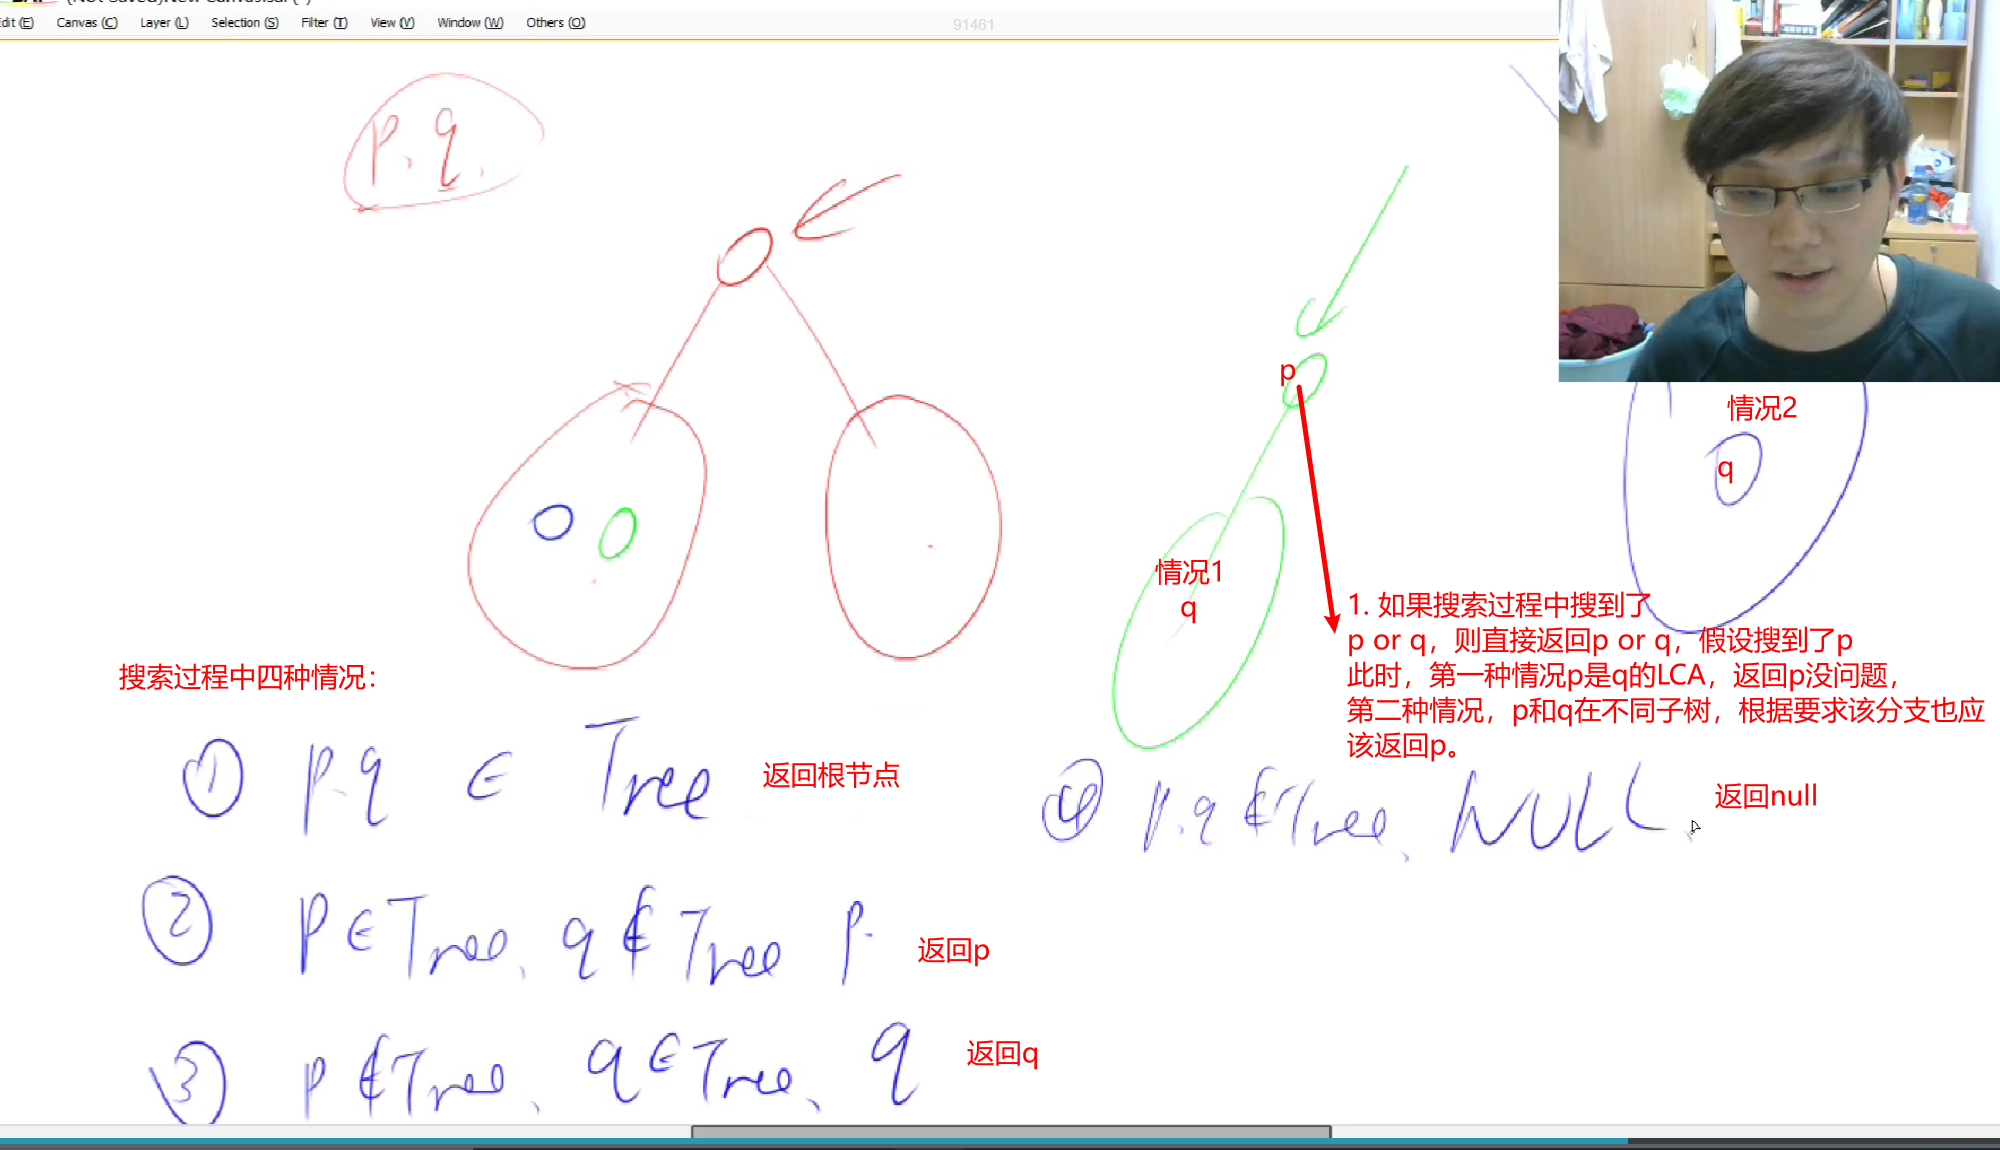 Edit (E) Canvas (C) Layer (L) Selection (S) Filter (T) View (V) Window (W) Others (O)
91461
p, q.
p
情况2
q
情况1
q
1. 如果搜索过程中搜到了
p or q，则直接返回p or q，假设搜到了p
此时，第一种情况p是q的LCA，返回p没问题，
第二种情况，p和q在不同子树，根据要求该分支也应
该返回p。
搜索过程中四种情况：
① p.q ∈ Tree 返回根节点
④ p.q ∉ Tree、NULL. 返回null
② p ∈ Tree、q ∉ Tree p. 返回p
③ p ∉ Tree、q ∈ Tree、q 返回q